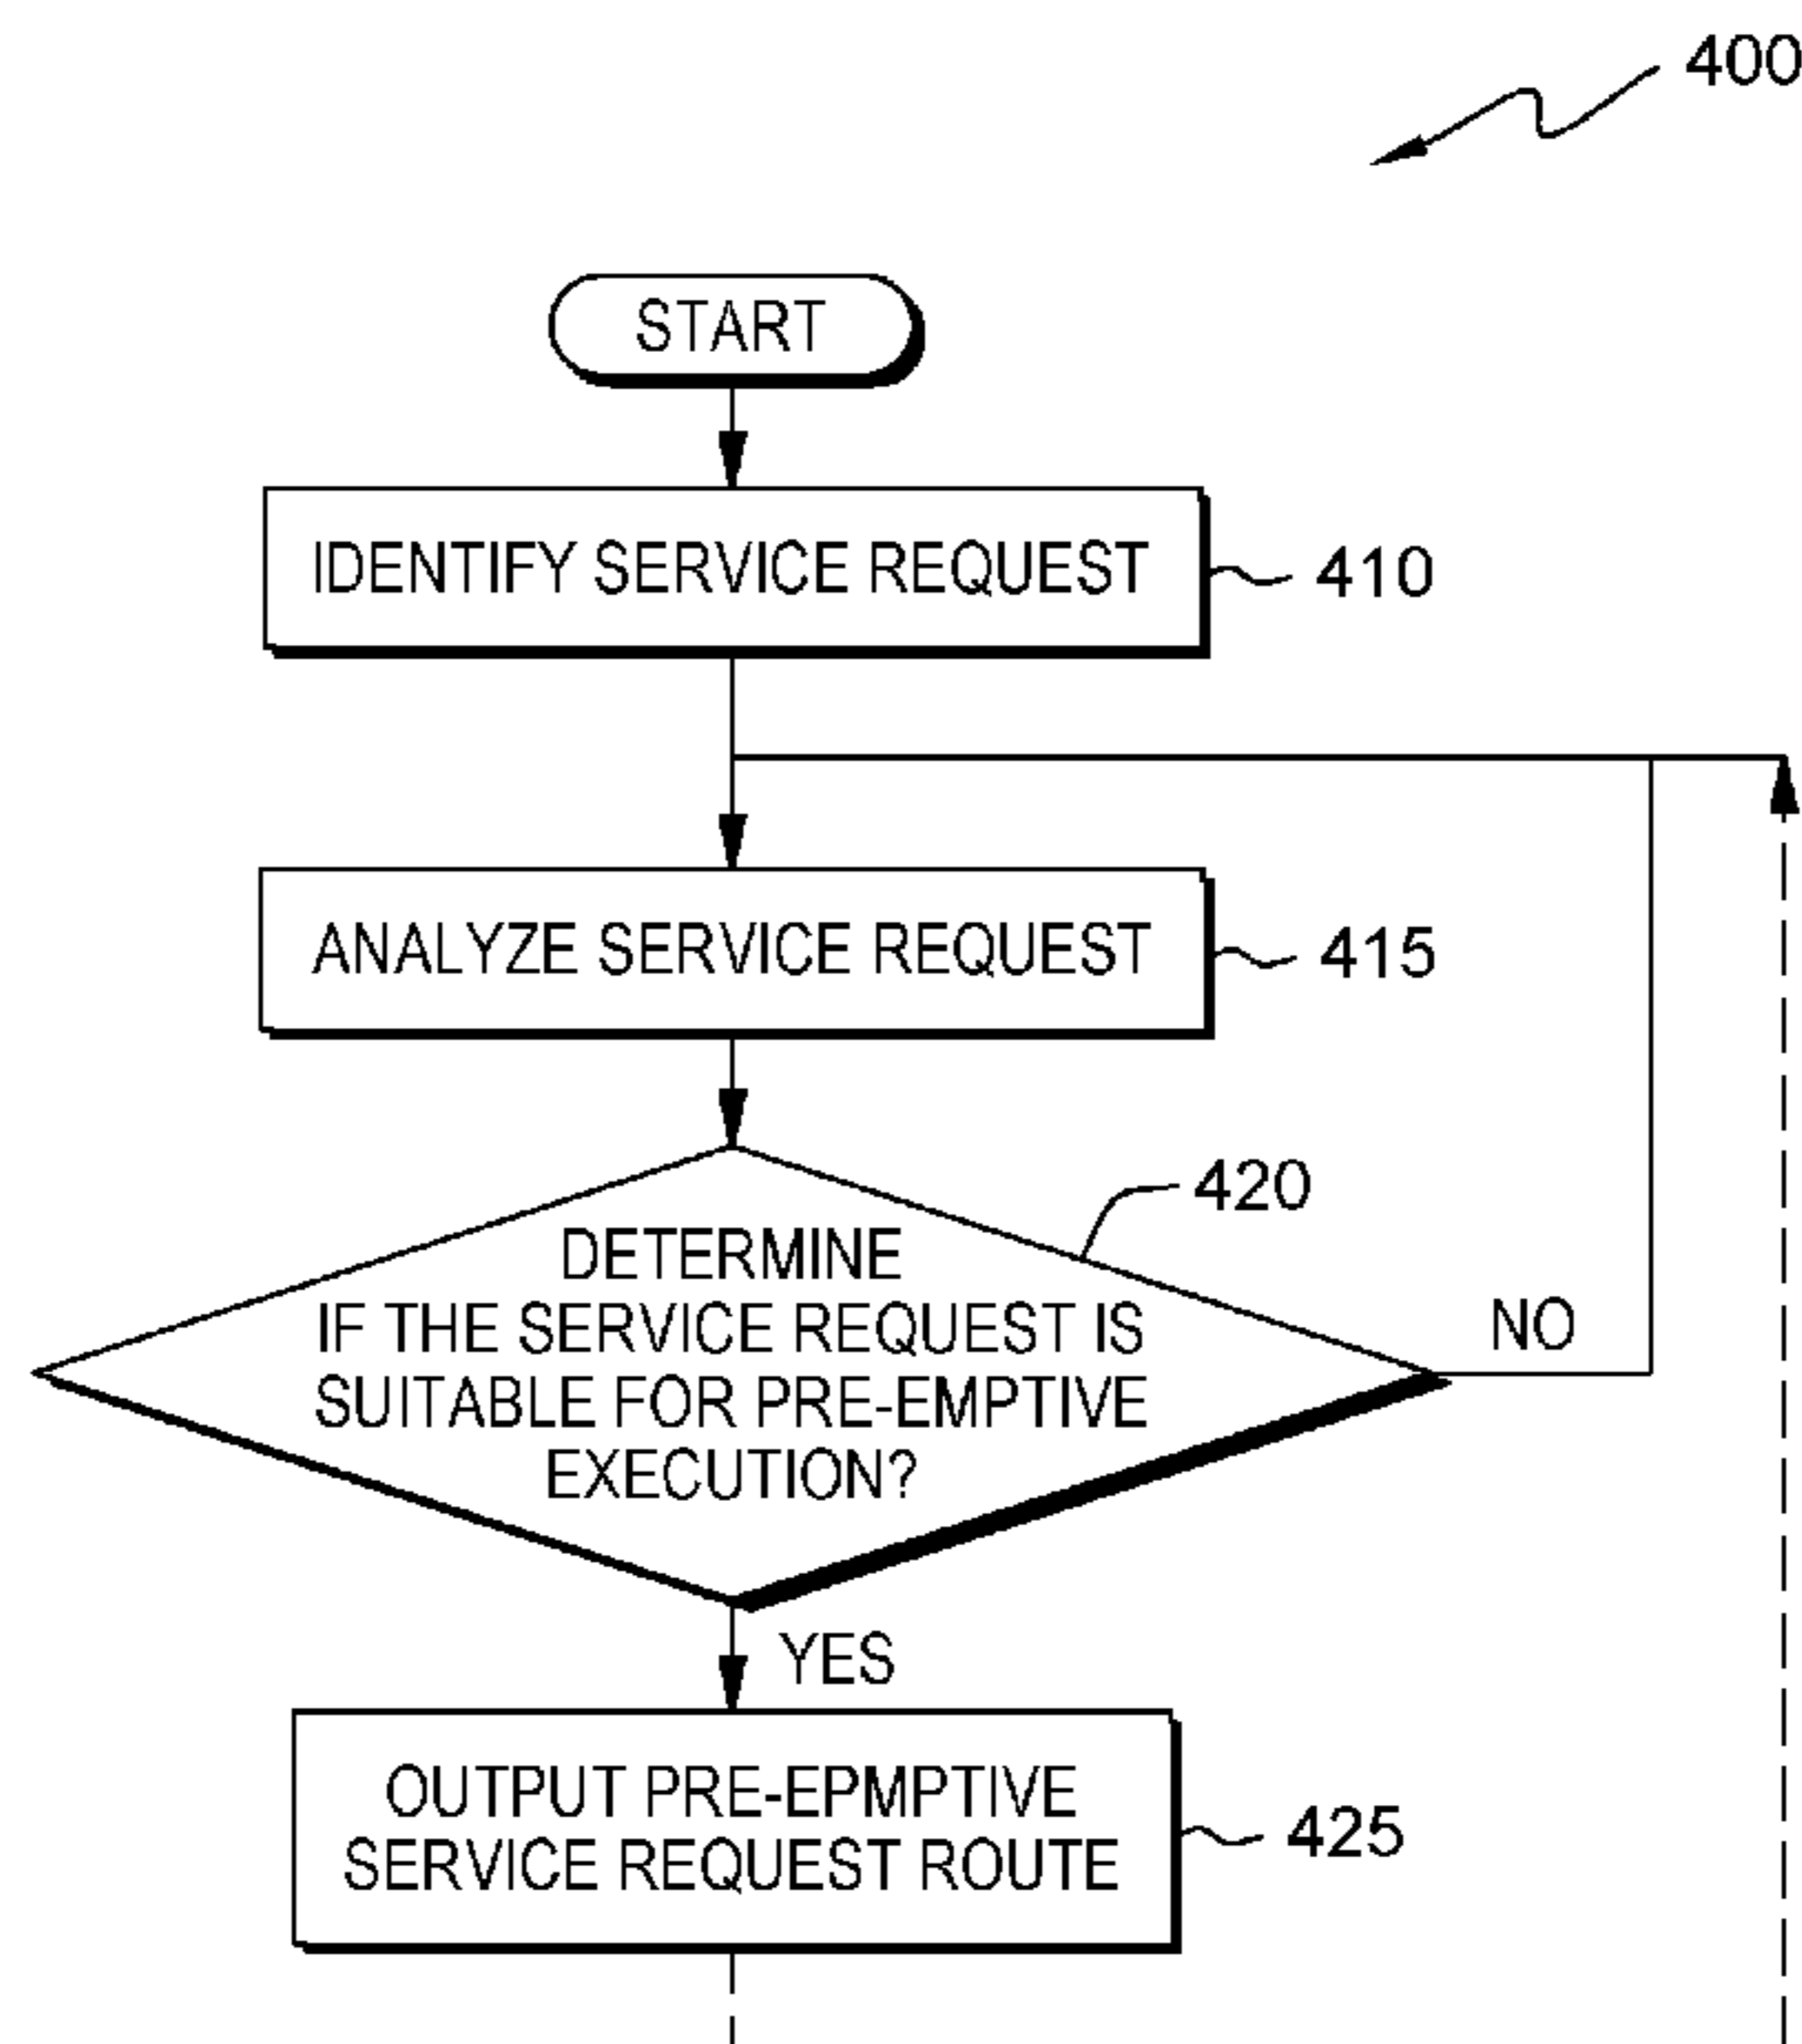 400
START
IDENTIFY SERVICE REQUEST
410
ANALYZE SERVICE REQUEST
415
420
DETERMINE
IF THE SERVICE REQUEST IS
SUITABLE FOR PRE-EMPTIVE
EXECUTION?
NO
YES
OUTPUT PRE-EPMPTIVE
SERVICE REQUEST ROUTE
425